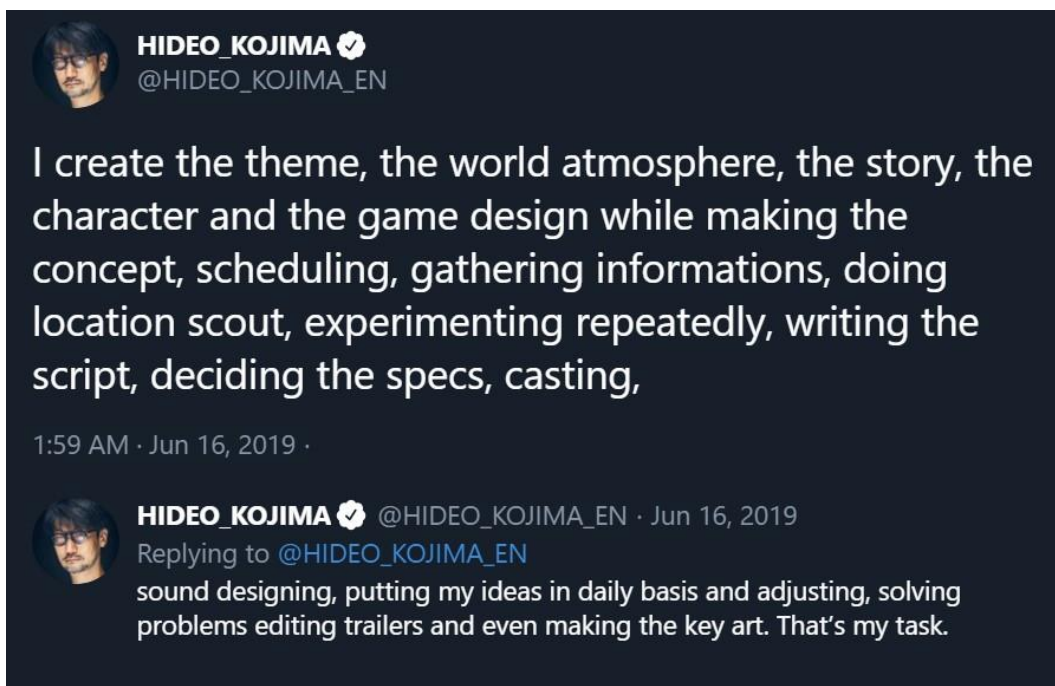 HIDEO_KOJIMA
@HIDEO_KOJIMA_EN
I create the theme, the world atmosphere, the story, the
character and the game design while making the
concept, scheduling, gathering informations, doing
location scout, experimenting repeatedly, writing the
script, deciding the specs, casting,
1:59 AM · Jun 16, 2019 ·
HIDEO_KOJIMA @HIDEO_KOJIMA_EN · Jun 16, 2019
Replying to @HIDEO_KOJIMA_EN
sound designing, putting my ideas in daily basis and adjusting, solving
problems editing trailers and even making the key art. That’s my task.